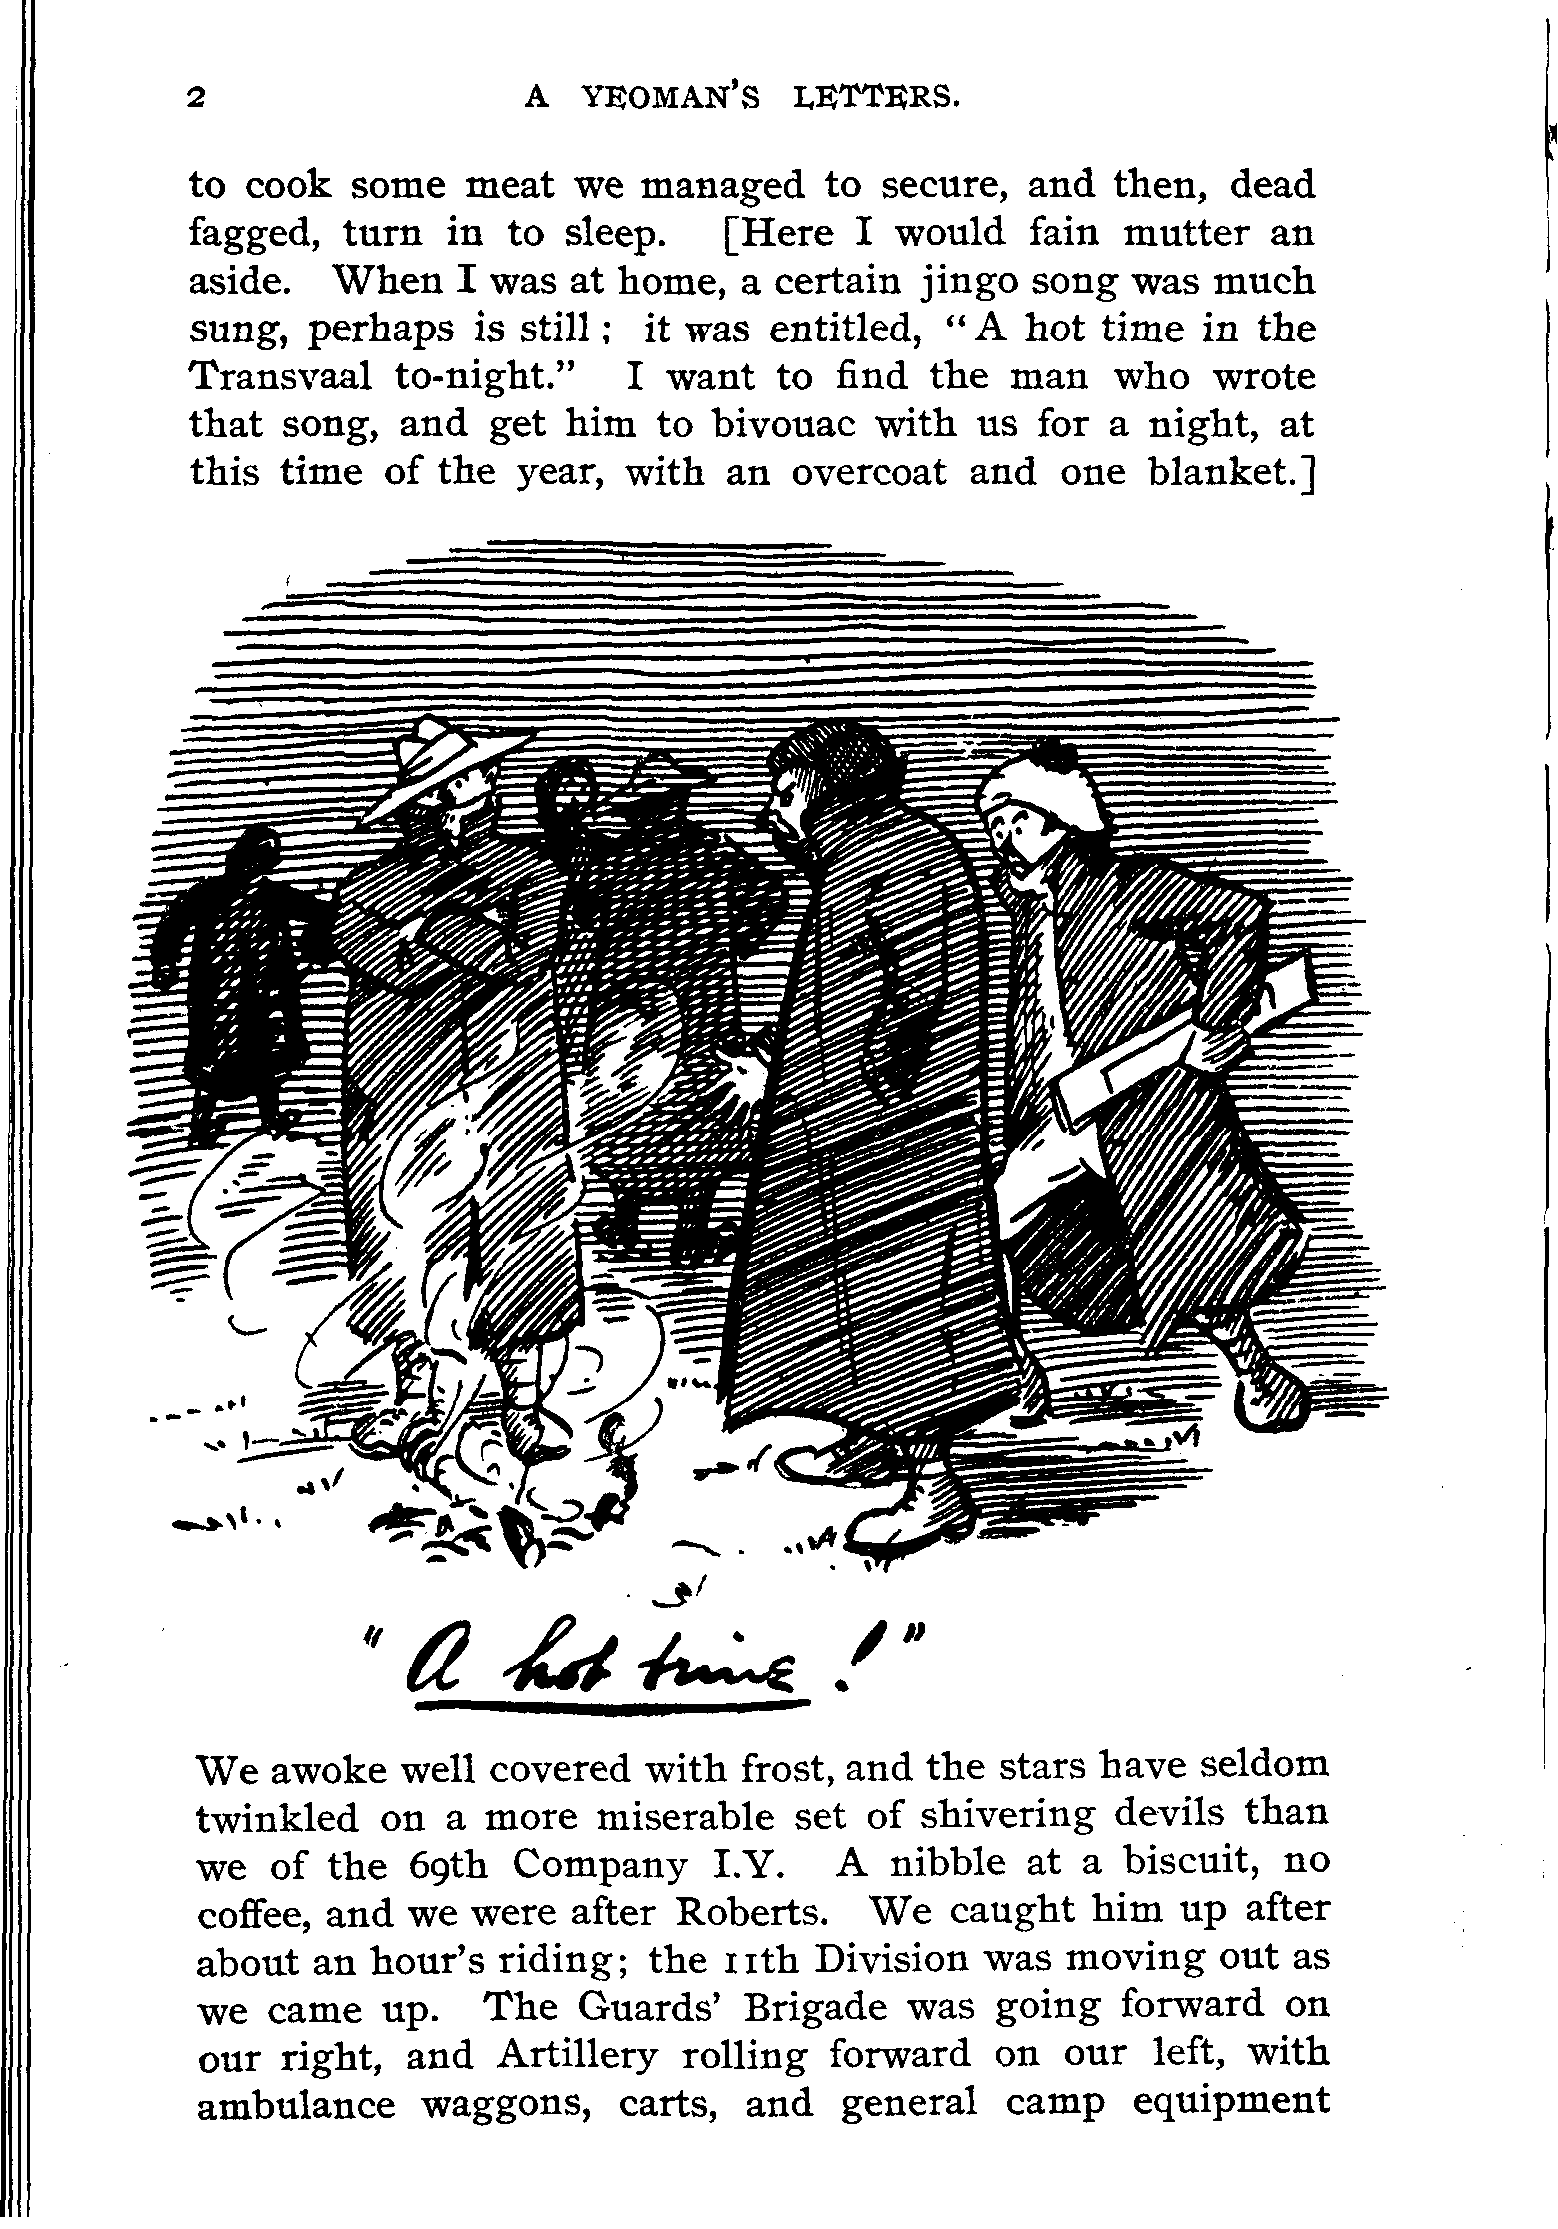 2 A YEOMAN'S LETTERS.
to cook some meat we managed to secure, and then, dead
fagged, turn in to sleep. [Here I would fain mutter an
aside. When I was at home, a certain jingo song was much
sung, perhaps is still; it was entitled, "A hot time in the
Transvaal to-night." I want to find the man who wrote
that song, and get him to bivouac with us for a night, at
this time of the year, with an overcoat and one blanket.]
"A hot time!"
We awoke well covered with frost, and the stars have seldom
twinkled on a more miserable set of shivering devils than
we of the 69th Company I.Y. A nibble at a biscuit, no
coffee, and we were after Roberts. We caught him up after
about an hour's riding; the 11th Division was moving out as
we came up. The Guards' Brigade was going forward on
our right, and Artillery rolling forward on our left, with
ambulance waggons, carts, and general camp equipment